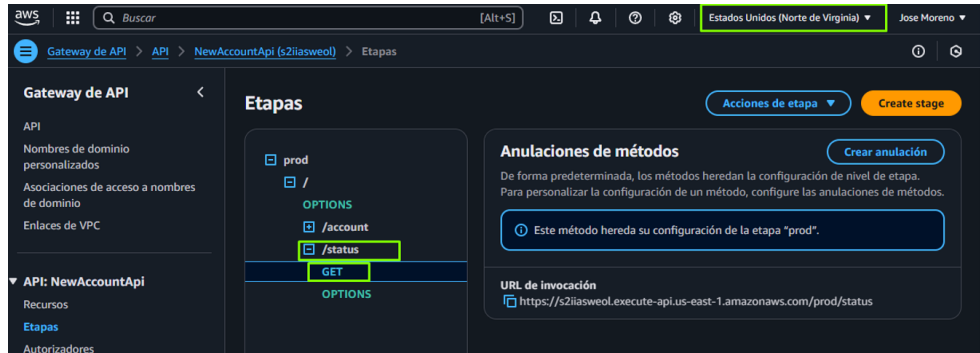 aws
Buscar
[Alt+S]
Estados Unidos (Norte de Virginia)
Jose Moreno
Gateway de API > API > NewAccountApi (s2iiasweol) > Etapas
Gateway de API
API
Nombres de dominio
personalizados
Asociaciones de acceso a nombres
de dominio
Enlaces de VPC
API: NewAccountApi
Recursos
Etapas
Autorizadores
Etapas
Acciones de etapa
Create stage
prod
/
OPTIONS
/account
/status
GET
OPTIONS
Anulaciones de métodos
Crear anulación
De forma predeterminada, los métodos heredan la configuración de nivel de etapa.
Para personalizar la configuración de un método, configure las anulaciones de métodos.
Este método hereda su configuración de la etapa "prod".
URL de invocación
https://s2iiasweol.execute-api.us-east-1.amazonaws.com/prod/status